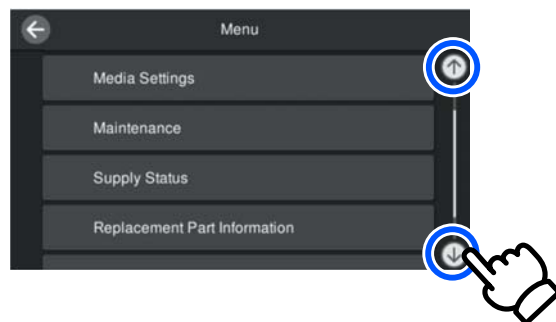 Menu
Media Settings
Maintenance
Supply Status
Replacement Part Information